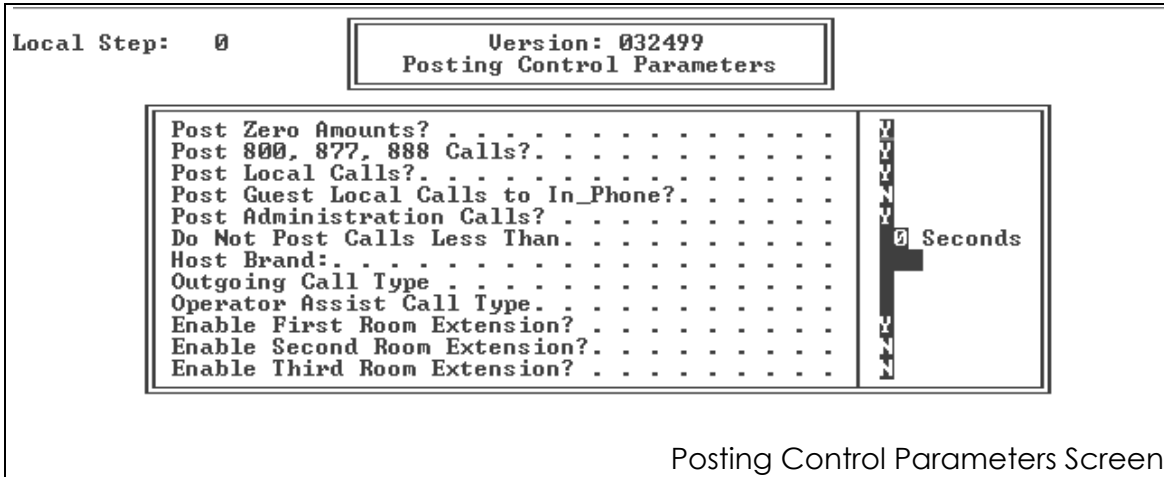 Local Step: 0
Version: 032499
Posting Control Parameters
Post Zero Amounts? . . . . . . . . . . . . . . Y
Post 800, 877, 888 Calls?. . . . . . . . . . . Y
Post Local Calls?. . . . . . . . . . . . . . . Y
Post Guest Local Calls to In_Phone?. . . . . . N
Post Administration Calls? . . . . . . . . . . Y
Do Not Post Calls Less Than. . . . . . . . . . 0 Seconds
Host Brand:. . . . . . . . . . . . . . . . . .
Outgoing Call Type . . . . . . . . . . . . . .
Operator Assist Call Type. . . . . . . . . . .
Enable First Room Extension? . . . . . . . . . Y
Enable Second Room Extension?. . . . . . . . . N
Enable Third Room Extension? . . . . . . . . . N
Posting Control Parameters Screen